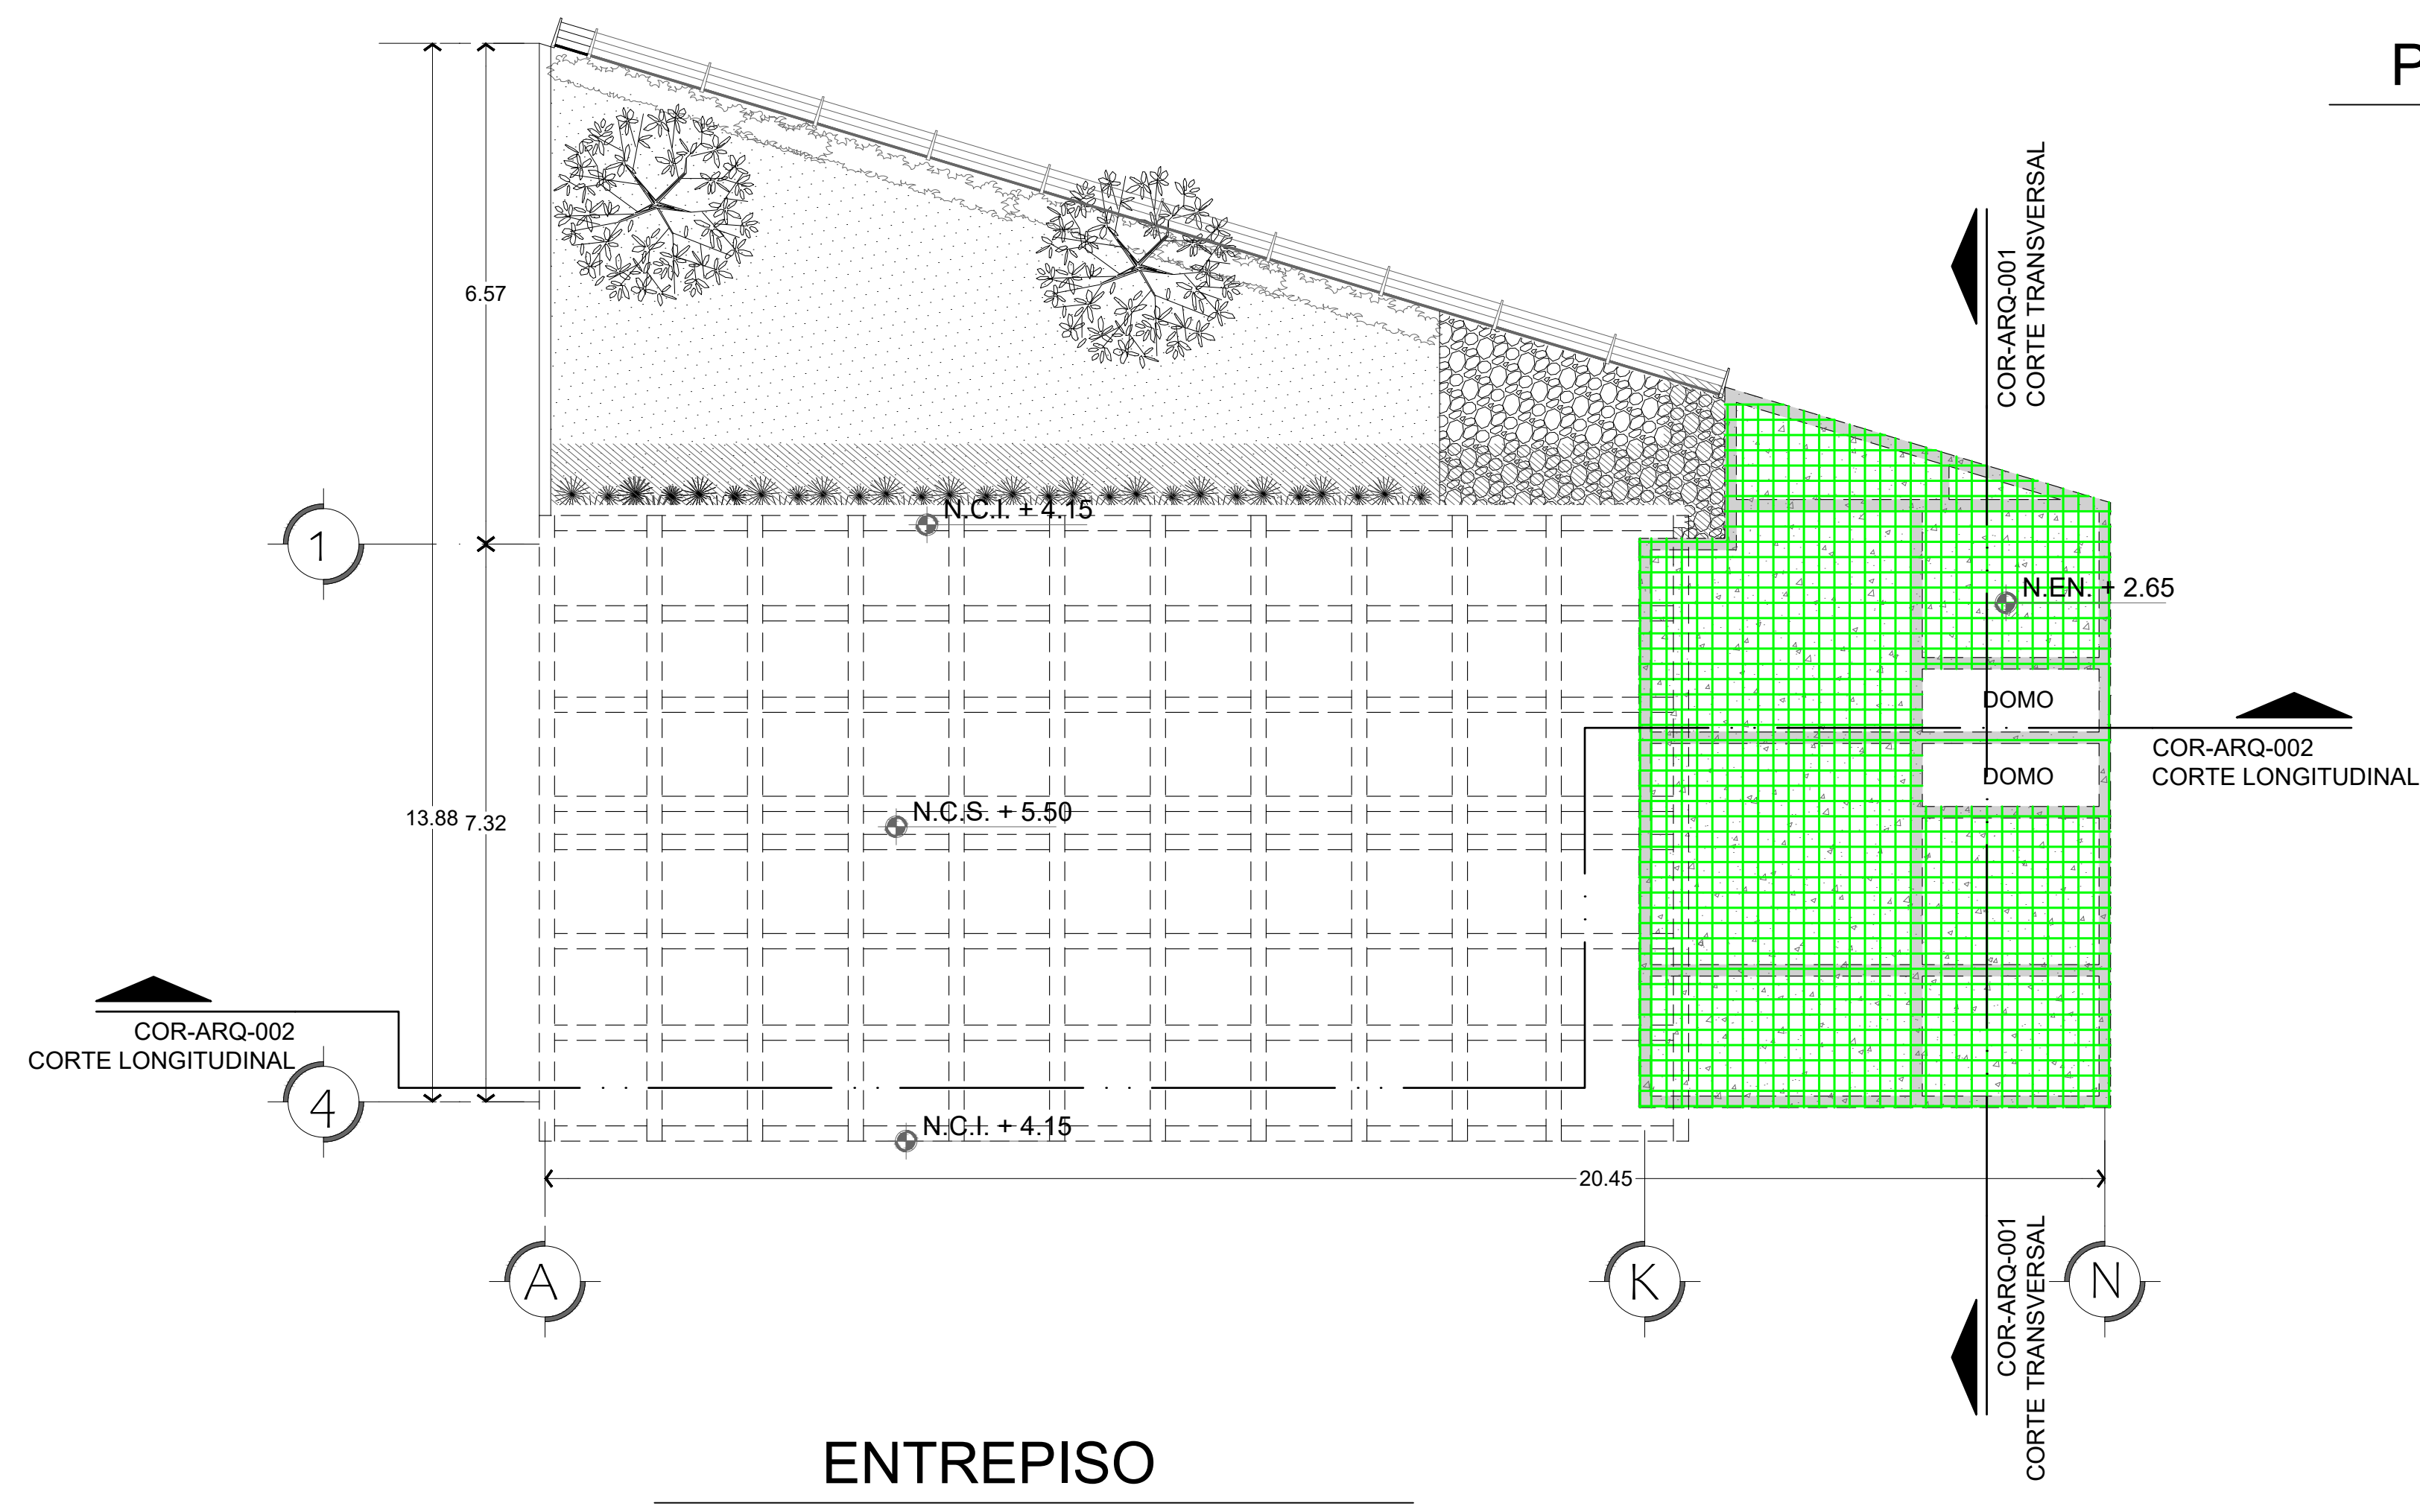 P
COR-ARQ-001
CORTE TRANSVERSAL
6.57
N.C.I. + 4.15
1
N.EN. + 2.65
DOMO
COR-ARQ-002
CORTE LONGITUDINAL
DOMO
13.88
7.32
N.C.S. + 5.50
COR-ARQ-002
CORTE LONGITUDINAL
4
N.C.I. + 4.15
20.45
A
K
N
COR-ARQ-001
CORTE TRANSVERSAL
ENTREPISO